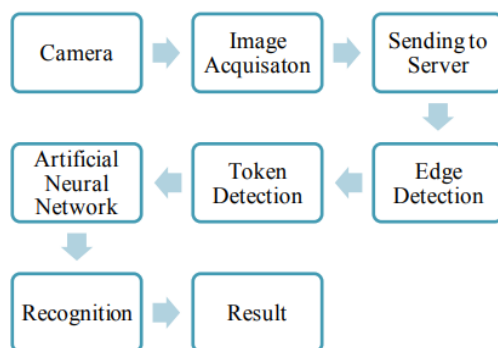 Camera
Image
Acquisaton
Sending to
Server
Edge
Detection
Token
Detection
Artificial
Neural
Network
Recognition
Result